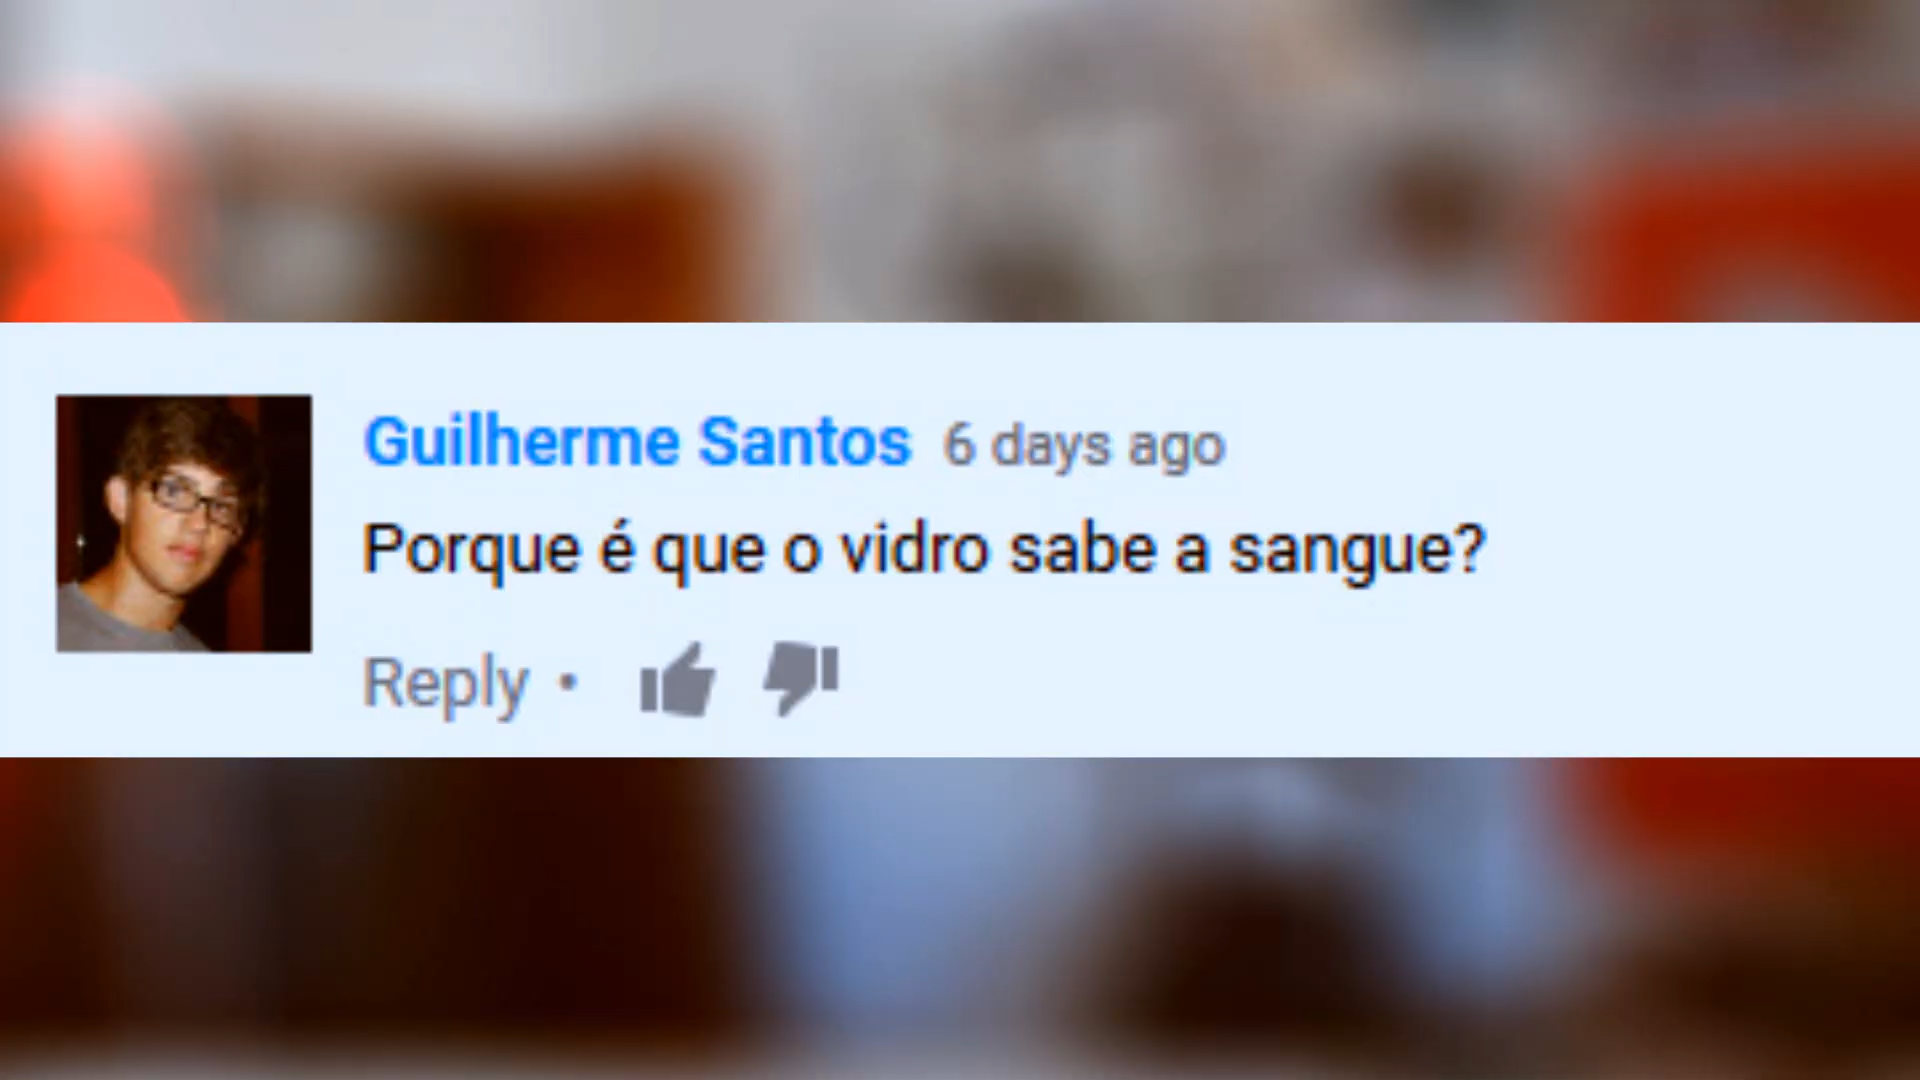 Guilherme Santos 6 days ago
Porque é que o vidro sabe a sangue?
Reply •